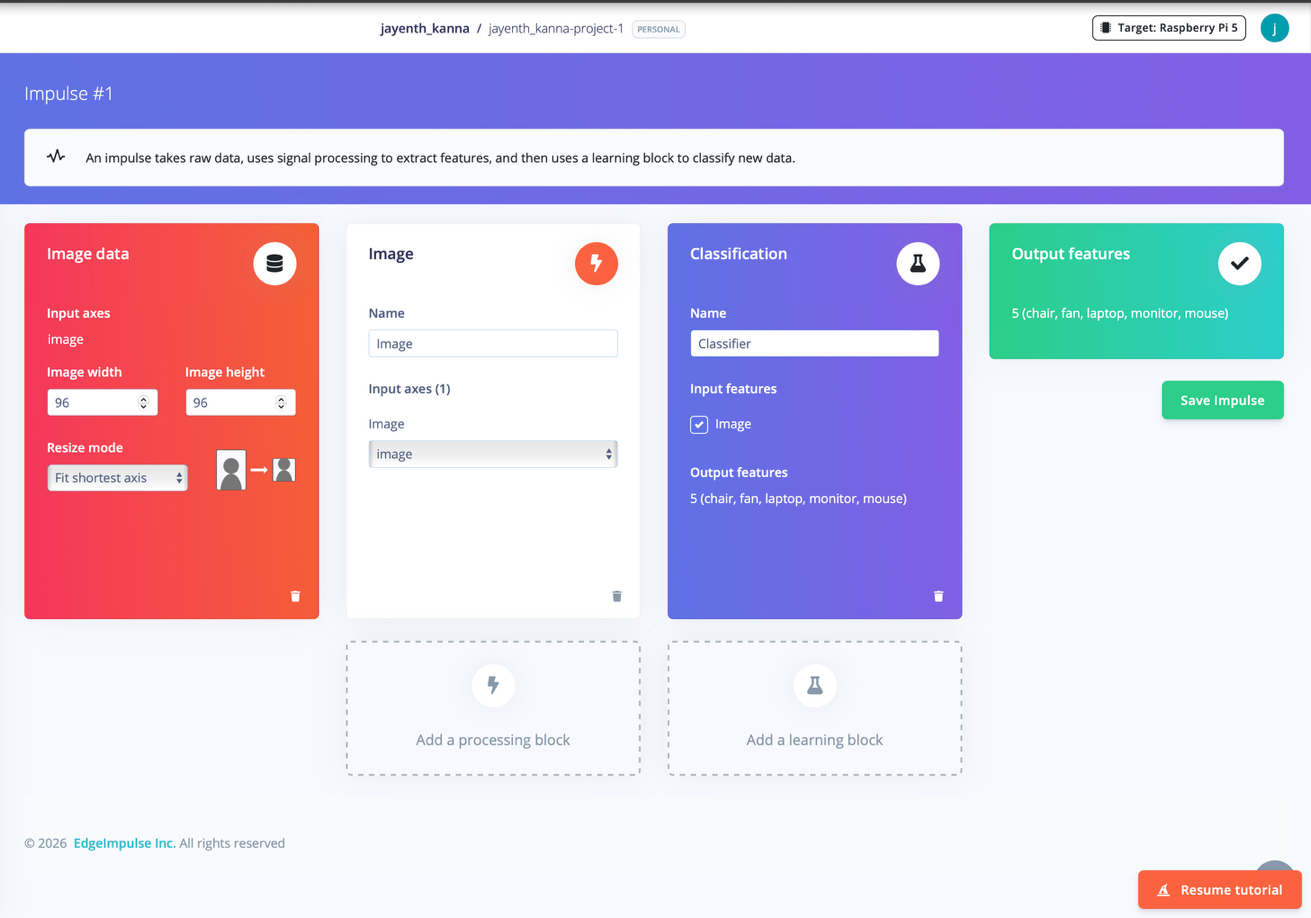 jayenth_kanna / jayenth_kanna-project-1 PERSONAL
Target: Raspberry Pi 5
j
Impulse #1
An impulse takes raw data, uses signal processing to extract features, and then uses a learning block to classify new data.
Image data
Input axes
image
Image width
Image height
96
96
Resize mode
Fit shortest axis
Image
Name
Image
Input axes (1)
Image
image
Classification
Name
Classifier
Input features
Image
Output features
5 (chair, fan, laptop, monitor, mouse)
Output features
5 (chair, fan, laptop, monitor, mouse)
Save Impulse
Add a processing block
Add a learning block
© 2026 EdgeImpulse Inc. All rights reserved
Resume tutorial